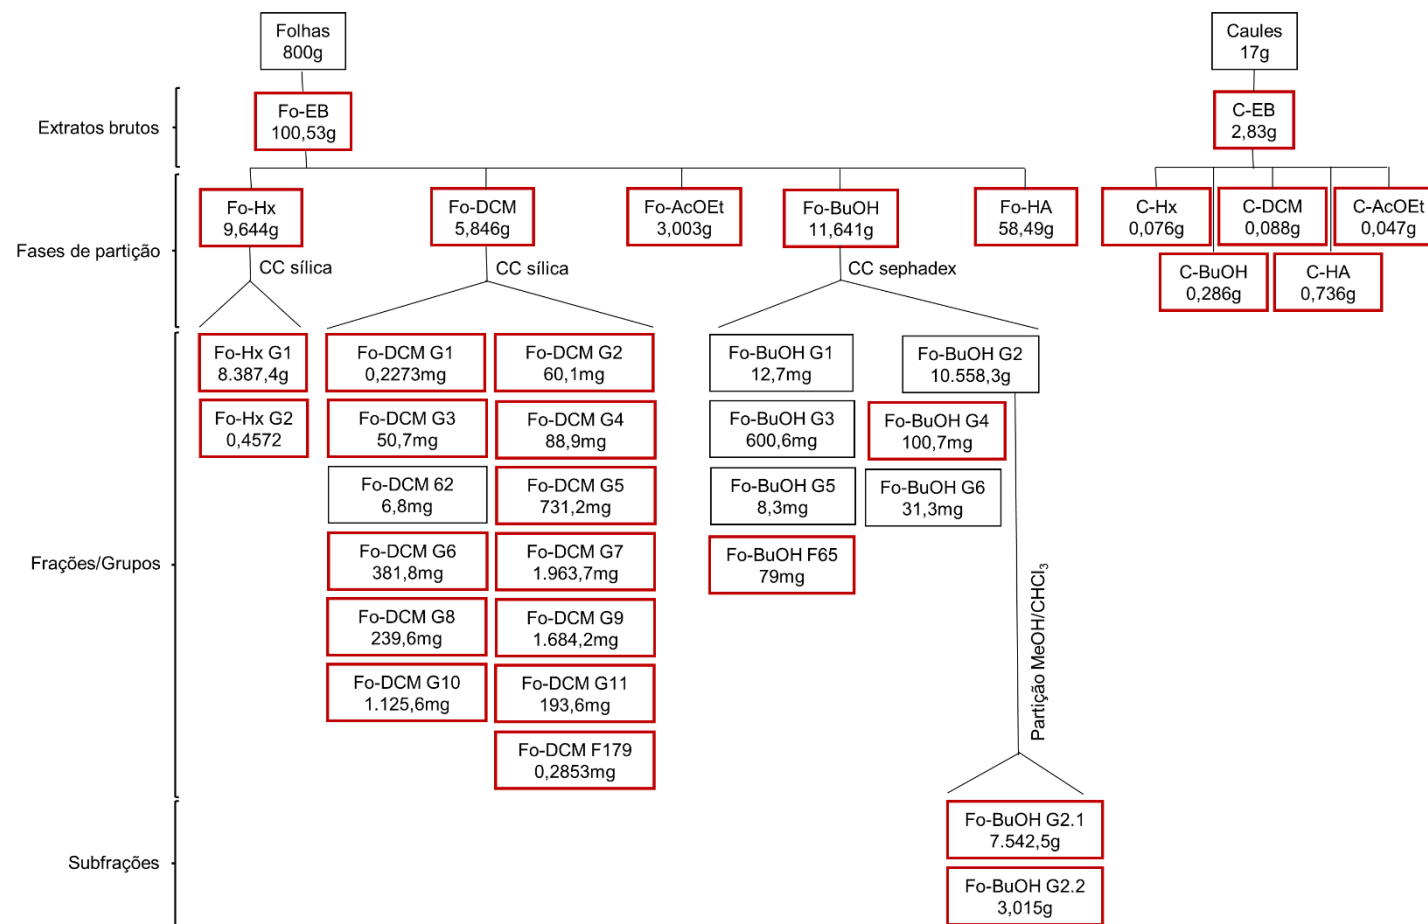 Folhas
800g
Caules
17g
Extratos brutos
Fo-EB
100,53g
C-EB
2,83g
Fases de partição
Fo-Hx
9,644g
Fo-DCM
5,846g
Fo-AcOEt
3,003g
Fo-BuOH
11,641g
Fo-HA
58,49g
C-Hx
0,076g
C-DCM
0,088g
C-AcOEt
0,047g
C-BuOH
0,286g
C-HA
0,736g
CC sílica
CC sílica
CC sephadex
Frações/Grupos
Fo-Hx G1
8.387,4g
Fo-Hx G2
0,4572
Fo-DCM G1
0,2273mg
Fo-DCM G2
60,1mg
Fo-DCM G3
50,7mg
Fo-DCM G4
88,9mg
Fo-DCM 62
6,8mg
Fo-DCM G5
731,2mg
Fo-DCM G6
381,8mg
Fo-DCM G7
1.963,7mg
Fo-DCM G8
239,6mg
Fo-DCM G9
1.684,2mg
Fo-DCM G10
1.125,6mg
Fo-DCM G11
193,6mg
Fo-DCM F179
0,2853mg
Fo-BuOH G1
12,7mg
Fo-BuOH G2
10.558,3g
Fo-BuOH G3
600,6mg
Fo-BuOH G4
100,7mg
Fo-BuOH G5
8,3mg
Fo-BuOH G6
31,3mg
Fo-BuOH F65
79mg
Partição MeOH/CHCl₃
Subfrações
Fo-BuOH G2.1
7.542,5g
Fo-BuOH G2.2
3,015g